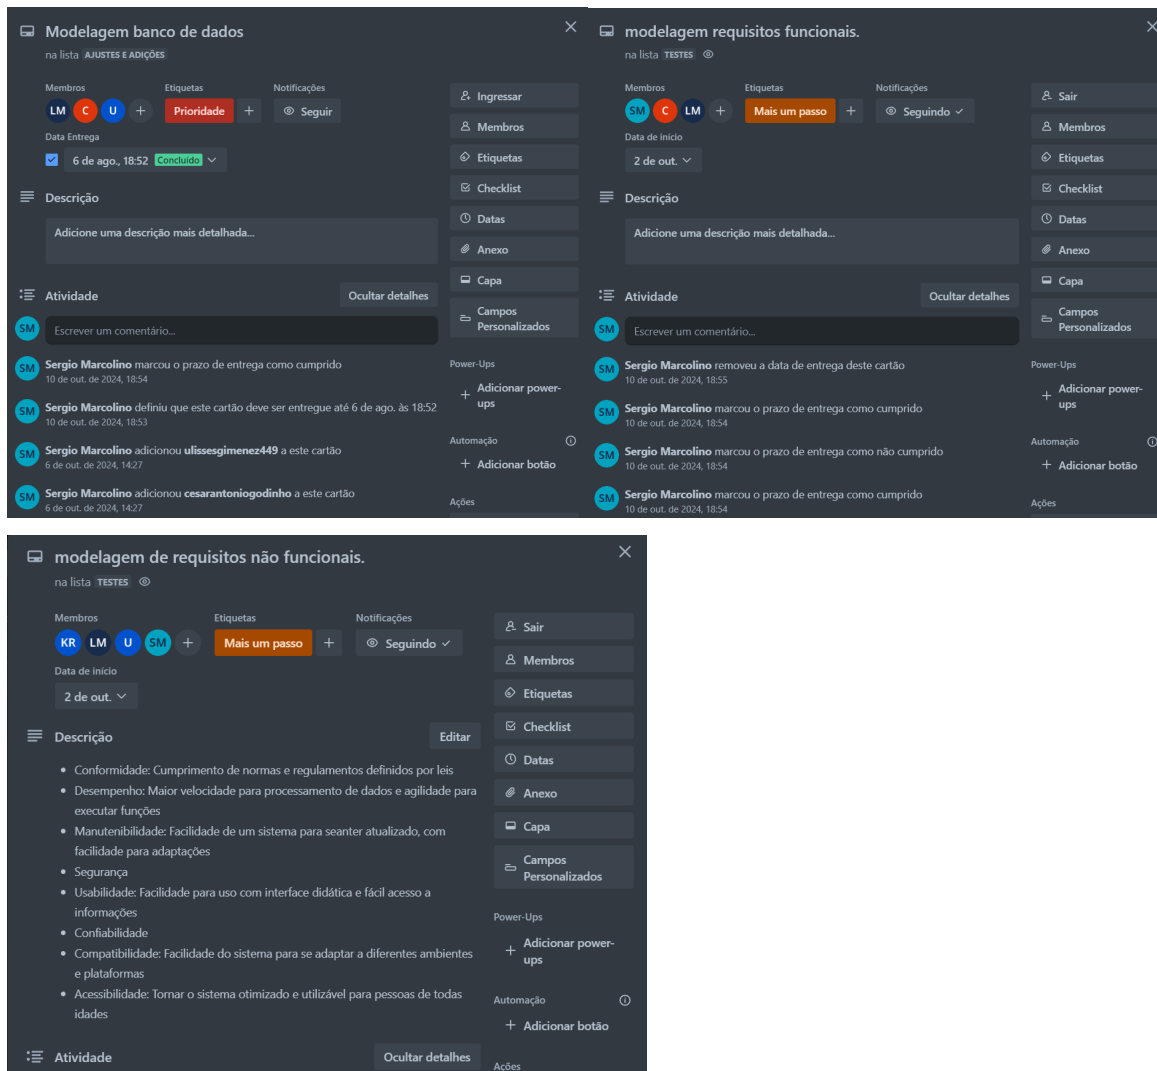 Modelagem banco de dados
na lista AJUSTES E ADIÇÕES
Membros
Etiquetas
Notificações
LM
C
U
Prioridade
Seguir
Data Entrega
6 de ago., 18:52 Concluído
Descrição
Adicione uma descrição mais detalhada...
Atividade
Ocultar detalhes
SM
Escrever um comentário...
SM
Sergio Marcolino marcou o prazo de entrega como cumprido
10 de out. de 2024, 18:54
SM
Sergio Marcolino definiu que este cartão deve ser entregue até 6 de ago. às 18:52
10 de out. de 2024, 18:53
SM
Sergio Marcolino adicionou ulissesgimenez449 a este cartão
6 de out. de 2024, 14:27
SM
Sergio Marcolino adicionou cesarantoniogodinho a este cartão
6 de out. de 2024, 14:27
Ingressar
Membros
Etiquetas
Checklist
Datas
Anexo
Capa
Campos
Personalizados
Power-Ups
Adicionar power-
ups
Automação
Adicionar botão
Ações
modelagem requisitos funcionais.
na lista TESTES
Membros
Etiquetas
Notificações
SM
C
LM
Mais um passo
Seguindo
Data de início
2 de out.
Descrição
Adicione uma descrição mais detalhada...
Atividade
Ocultar detalhes
SM
Escrever um comentário...
SM
Sergio Marcolino removeu a data de entrega deste cartão
10 de out. de 2024, 18:55
SM
Sergio Marcolino marcou o prazo de entrega como cumprido
10 de out. de 2024, 18:54
SM
Sergio Marcolino marcou o prazo de entrega como não cumprido
10 de out. de 2024, 18:54
SM
Sergio Marcolino marcou o prazo de entrega como cumprido
10 de out. de 2024, 18:54
Sair
Membros
Etiquetas
Checklist
Datas
Anexo
Capa
Campos
Personalizados
Power-Ups
Adicionar power-
ups
Automação
Adicionar botão
Ações
modelagem de requisitos não funcionais.
na lista TESTES
Membros
Etiquetas
Notificações
KR
LM
U
SM
Mais um passo
Seguindo
Data de início
2 de out.
Descrição
Editar
Conformidade: Cumprimento de normas e regulamentos definidos por leis
Desempenho: Maior velocidade para processamento de dados e agilidade para
executar funções
Manutenibilidade: Facilidade de um sistema para seanter atualizado, com
facilidade para adaptações
Segurança
Usabilidade: Facilidade para uso com interface didática e fácil acesso a
informações
Confiabilidade
Compatibilidade: Facilidade do sistema para se adaptar a diferentes ambientes
e plataformas
Acessibilidade: Tornar o sistema otimizado e utilizável para pessoas de todas
idades
Atividade
Ocultar detalhes
Sair
Membros
Etiquetas
Checklist
Datas
Anexo
Capa
Campos
Personalizados
Power-Ups
Adicionar power-
ups
Automação
Adicionar botão
Ações